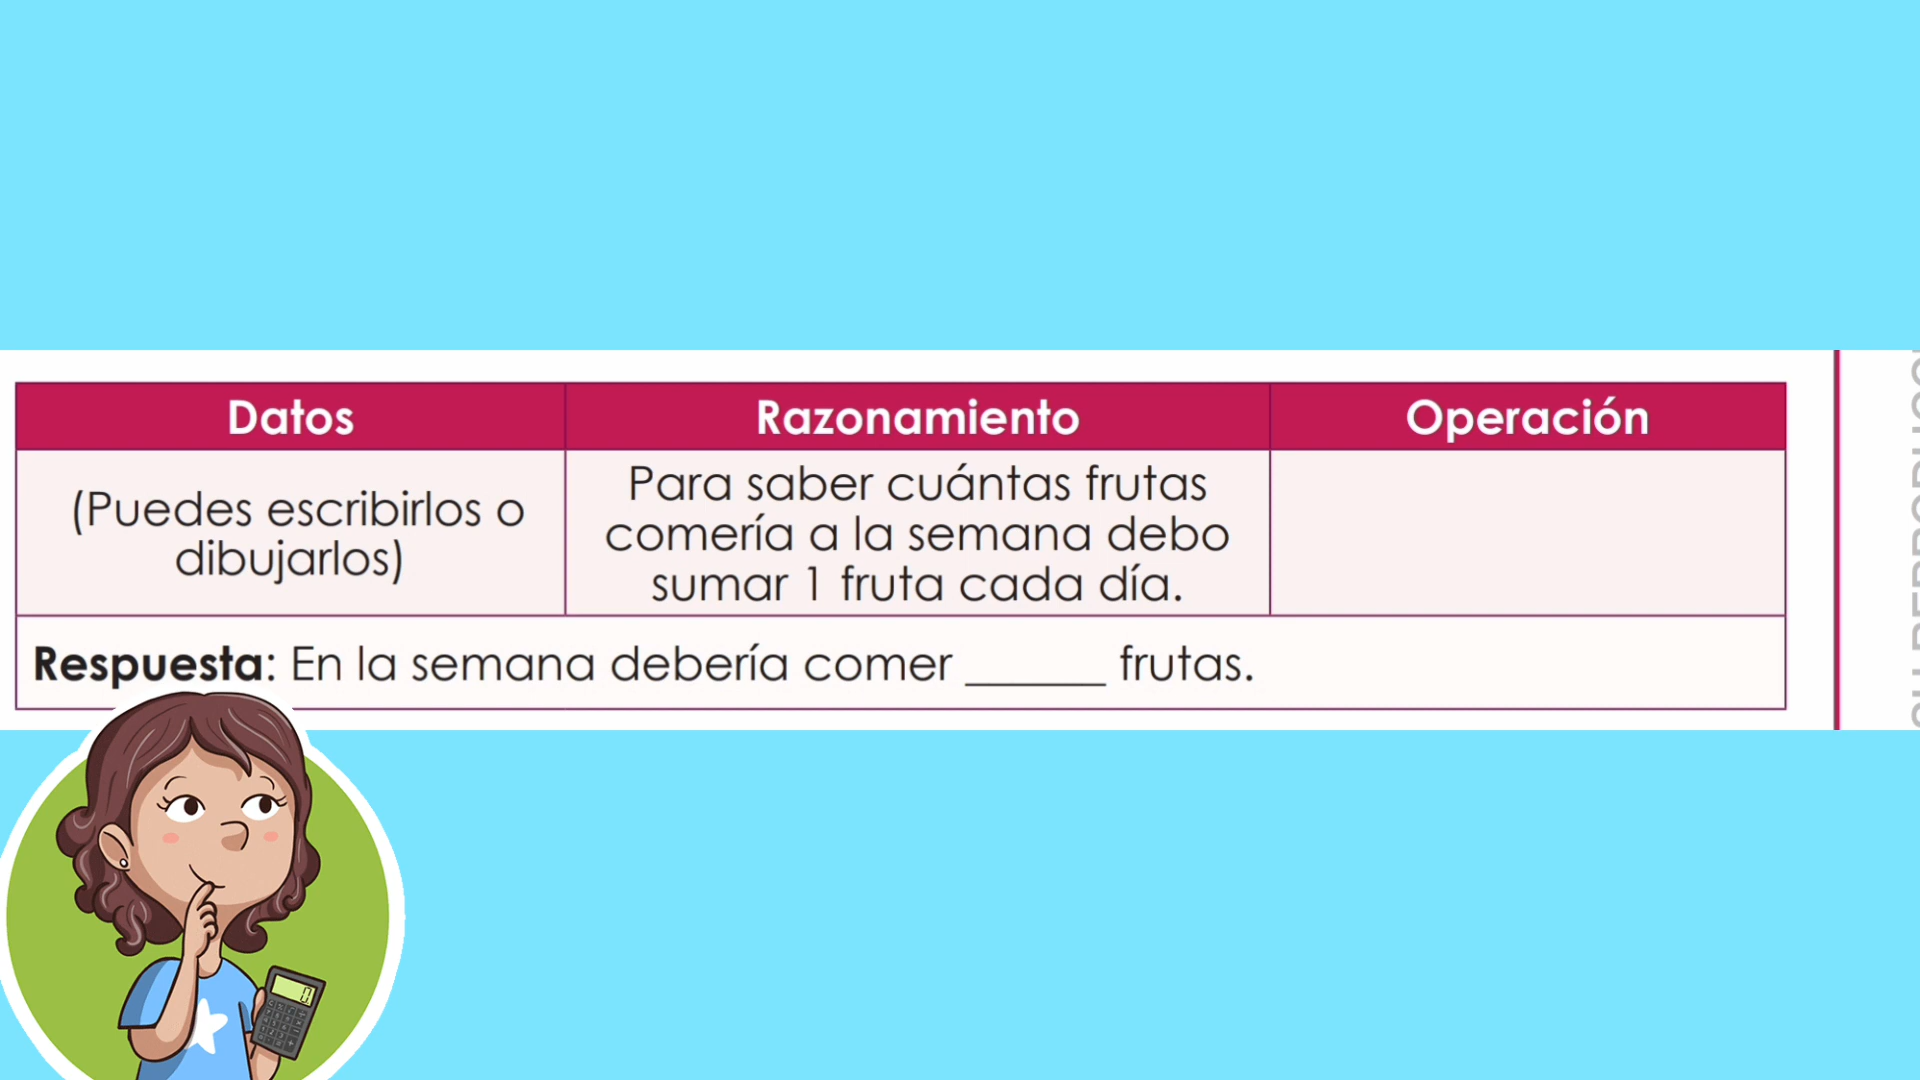 Datos
Razonamiento
Operación
(Puedes escribirlos o
dibujarlos)
Para saber cuántas frutas
comería a la semana debo
sumar 1 fruta cada día.
Respuesta: En la semana debería comer ______ frutas.
0